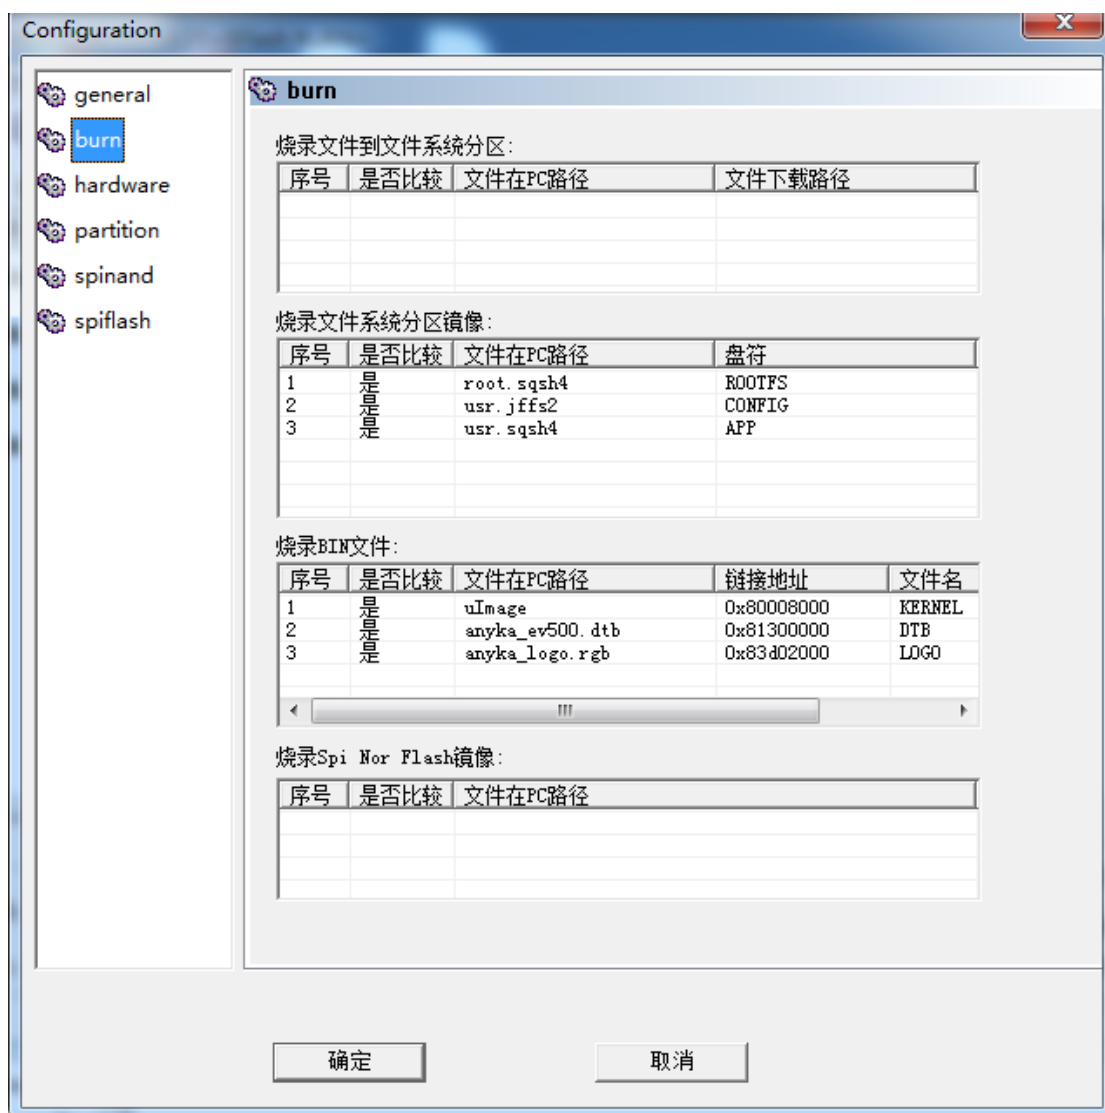 Configuration
general
burn
hardware
partition
spinand
spiflash
burn
烧录文件到文件系统分区:
序号 是否比较 文件在PC路径 文件下载路径
烧录文件系统分区镜像:
序号 是否比较 文件在PC路径 盘符
1 是 root.sqsh4 ROOTFS
2 是 usr.jffs2 CONFIG
3 是 usr.sqsh4 APP
烧录BIN文件:
序号 是否比较 文件在PC路径 链接地址 文件名
1 是 uImage 0x80008000 KERNEL
2 是 anyka_ev500.dtb 0x81300000 DTB
3 是 anyka_logo.rgb 0x83d02000 LOGO
烧录Spi Nor Flash镜像:
序号 是否比较 文件在PC路径
确定 取消